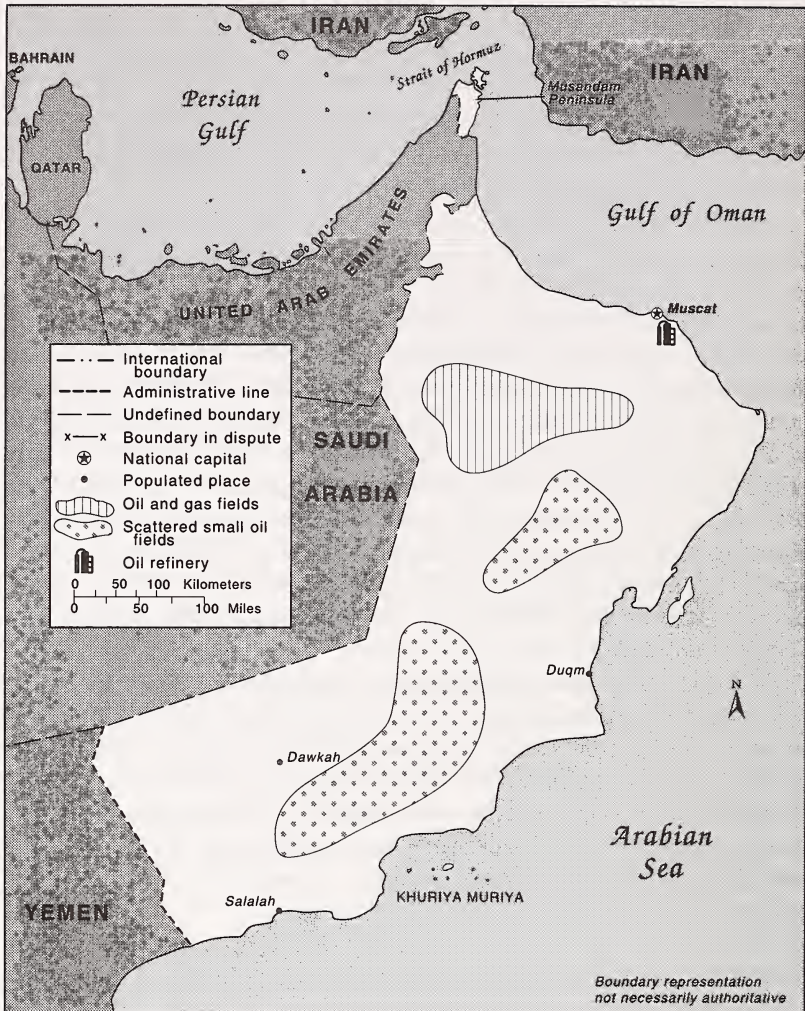 IRAN
BAHRAIN
Strait of Hormuz
IRAN
Persian
Gulf
Musandam
Peninsula
QATAR
Gulf of Oman
UNITED ARAB EMIRATES
Muscat
International
boundary
Administrative line
Undefined boundary
x x Boundary in dispute
National capital
Populated place
Oil and gas fields
Scattered small oil
fields
Oil refinery
0 50 100 Kilometers
0 50 100 Miles
SAUDI
ARABIA
Duqm
N
Dawkah
Arabian
Sea
KHURIYA MURIYA
Salalah
YEMEN
Boundary representation
not necessarily authoritative